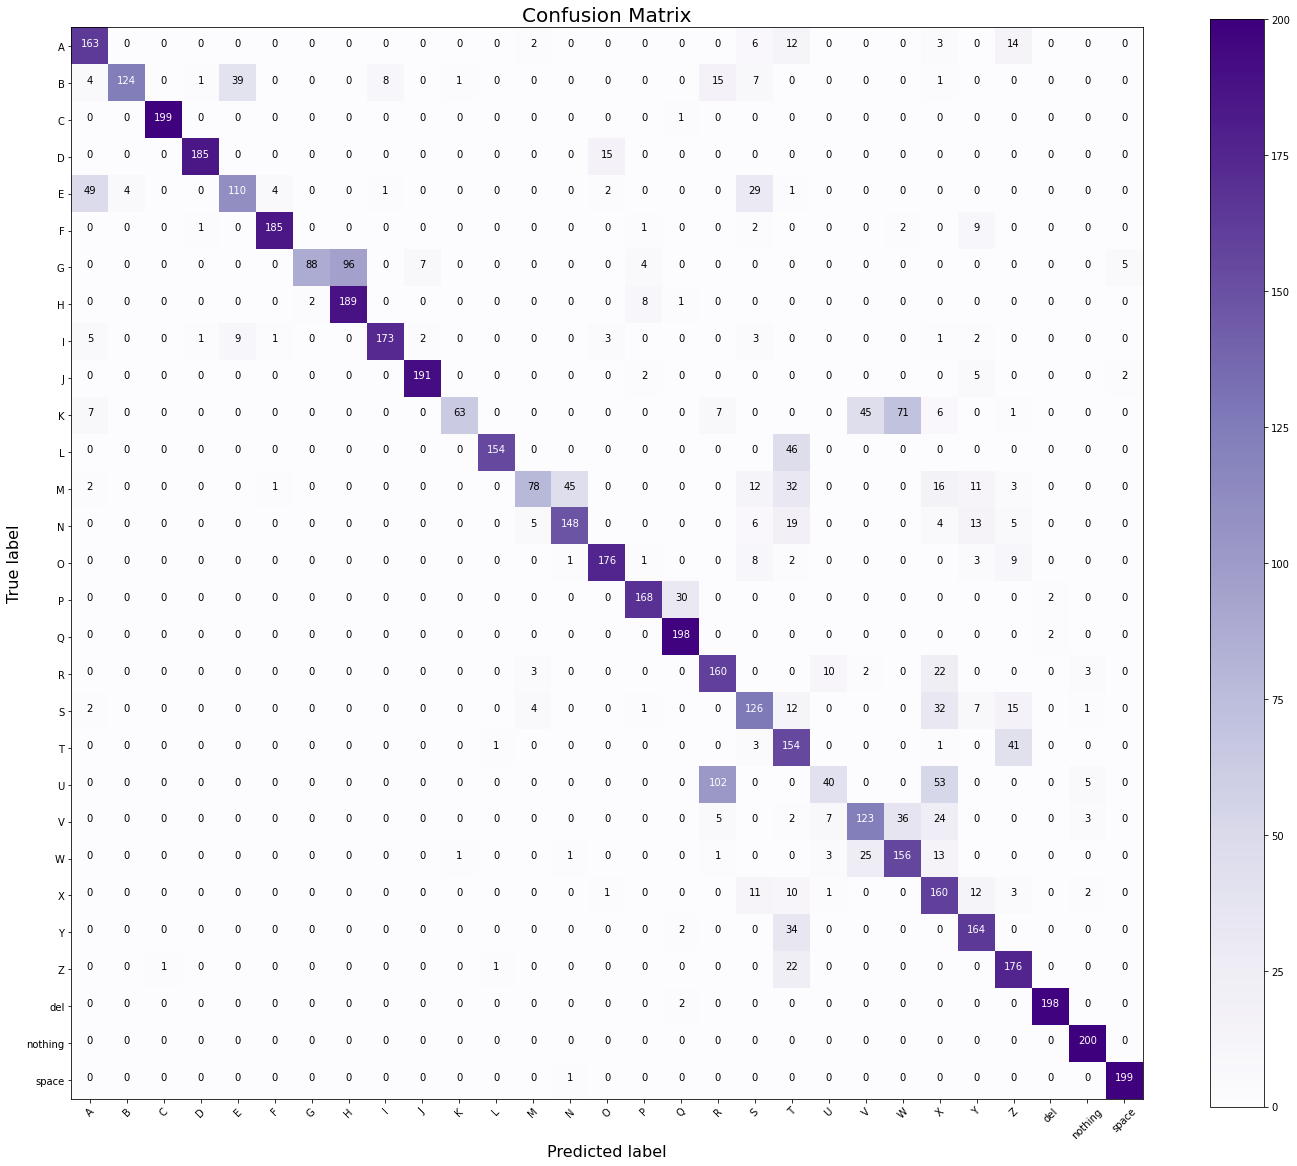 Confusion Matrix
A 163 0 0 0 0 0 0 0 0 0 0 0 2 0 0 0 0 0 6 12 0 0 0 3 0 14 0 0 0
B 4 124 0 1 39 0 0 0 8 0 1 0 0 0 0 0 0 15 7 0 0 0 0 1 0 0 0 0 0
C 0 0 199 0 0 0 0 0 0 0 0 0 0 0 0 0 1 0 0 0 0 0 0 0 0 0 0 0 0
D 0 0 0 185 0 0 0 0 0 0 0 0 0 0 15 0 0 0 0 0 0 0 0 0 0 0 0 0 0
E 49 4 0 0 110 4 0 0 1 0 0 0 0 0 2 0 0 0 29 1 0 0 0 0 0 0 0 0 0
F 0 0 0 1 0 185 0 0 0 0 0 0 0 0 0 1 0 0 2 0 0 0 2 0 9 0 0 0 0
G 0 0 0 0 0 0 88 96 0 7 0 0 0 0 0 4 0 0 0 0 0 0 0 0 0 0 0 0 5
H 0 0 0 0 0 0 2 189 0 0 0 0 0 0 0 8 1 0 0 0 0 0 0 0 0 0 0 0 0
I 5 0 0 1 9 1 0 0 173 2 0 0 0 0 3 0 0 0 3 0 0 0 0 1 2 0 0 0 0
J 0 0 0 0 0 0 0 0 0 191 0 0 0 0 0 2 0 0 0 0 0 0 0 0 5 0 0 0 2
K 7 0 0 0 0 0 0 0 0 0 63 0 0 0 0 0 0 7 0 0 0 45 71 6 0 1 0 0 0
L 0 0 0 0 0 0 0 0 0 0 0 154 0 0 0 0 0 0 0 46 0 0 0 0 0 0 0 0 0
M 2 0 0 0 0 1 0 0 0 0 0 0 78 45 0 0 0 0 12 32 0 0 0 16 11 3 0 0 0
N 0 0 0 0 0 0 0 0 0 0 0 0 5 148 0 0 0 0 6 19 0 0 0 4 13 5 0 0 0
O 0 0 0 0 0 0 0 0 0 0 0 0 0 1 176 1 0 0 8 2 0 0 0 0 3 9 0 0 0
P 0 0 0 0 0 0 0 0 0 0 0 0 0 0 0 168 30 0 0 0 0 0 0 0 0 0 2 0 0
Q 0 0 0 0 0 0 0 0 0 0 0 0 0 0 0 0 198 0 0 0 0 0 0 0 0 0 2 0 0
R 0 0 0 0 0 0 0 0 0 0 0 0 3 0 0 0 0 160 0 0 10 2 0 22 0 0 0 3 0
S 2 0 0 0 0 0 0 0 0 0 0 0 4 0 0 1 0 0 126 12 0 0 0 32 7 15 0 1 0
T 0 0 0 0 0 0 0 0 0 0 0 1 0 0 0 0 0 0 3 154 0 0 0 1 0 41 0 0 0
U 0 0 0 0 0 0 0 0 0 0 0 0 0 0 0 0 0 102 0 0 40 0 0 53 0 0 0 5 0
V 0 0 0 0 0 0 0 0 0 0 0 0 0 0 0 0 0 5 0 2 7 123 36 24 0 0 0 3 0
W 0 0 0 0 0 0 0 0 0 0 1 0 0 1 0 0 0 1 0 0 3 25 156 13 0 0 0 0 0
X 0 0 0 0 0 0 0 0 0 0 0 0 0 0 1 0 0 0 11 10 1 0 0 160 12 3 0 2 0
Y 0 0 0 0 0 0 0 0 0 0 0 0 0 0 0 0 2 0 0 34 0 0 0 0 164 0 0 0 0
Z 0 0 1 0 0 0 0 0 0 0 0 1 0 0 0 0 0 0 0 22 0 0 0 0 0 176 0 0 0
del 0 0 0 0 0 0 0 0 0 0 0 0 0 0 0 0 2 0 0 0 0 0 0 0 0 0 198 0 0
nothing 0 0 0 0 0 0 0 0 0 0 0 0 0 0 0 0 0 0 0 0 0 0 0 0 0 0 0 200 0
space 0 0 0 0 0 0 0 0 0 0 0 0 0 1 0 0 0 0 0 0 0 0 0 0 0 0 0 0 199
A B C D E F G H I J K L M N O P Q R S T U V W X Y Z del nothing space
Predicted label
True label
200
175
150
125
100
75
50
25
0